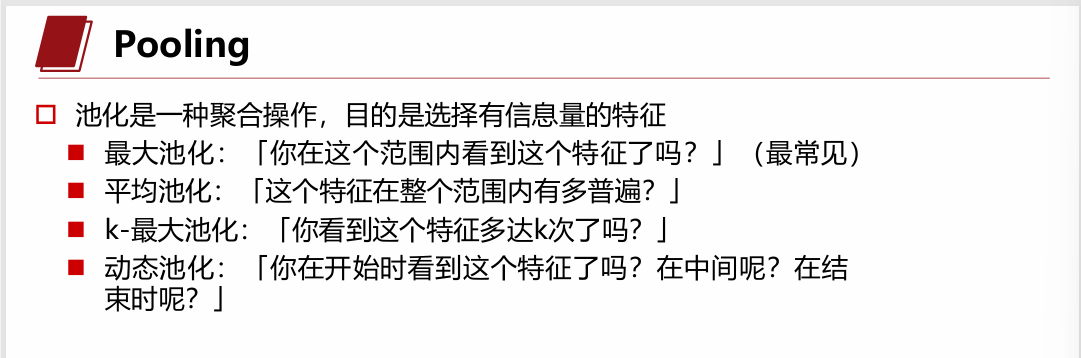 Pooling
池化是一种聚合操作，目的是选择有信息量的特征
最大池化：「你在这个范围内看到这个特征了吗？」（最常见）
平均池化：「这个特征在整个范围内有多普遍？」
k-最大池化：「你看到这个特征多达k次了吗？」
动态池化：「你在开始时看到这个特征了吗？在中间呢？在结
束时呢？」